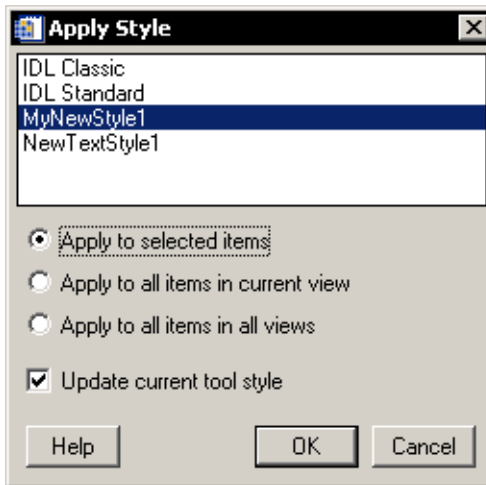 Apply Style
IDL Classic
IDL Standard
MyNewStyle1
NewTextStyle1
Apply to selected items
Apply to all items in current view
Apply to all items in all views
Update current tool style
Help OK Cancel